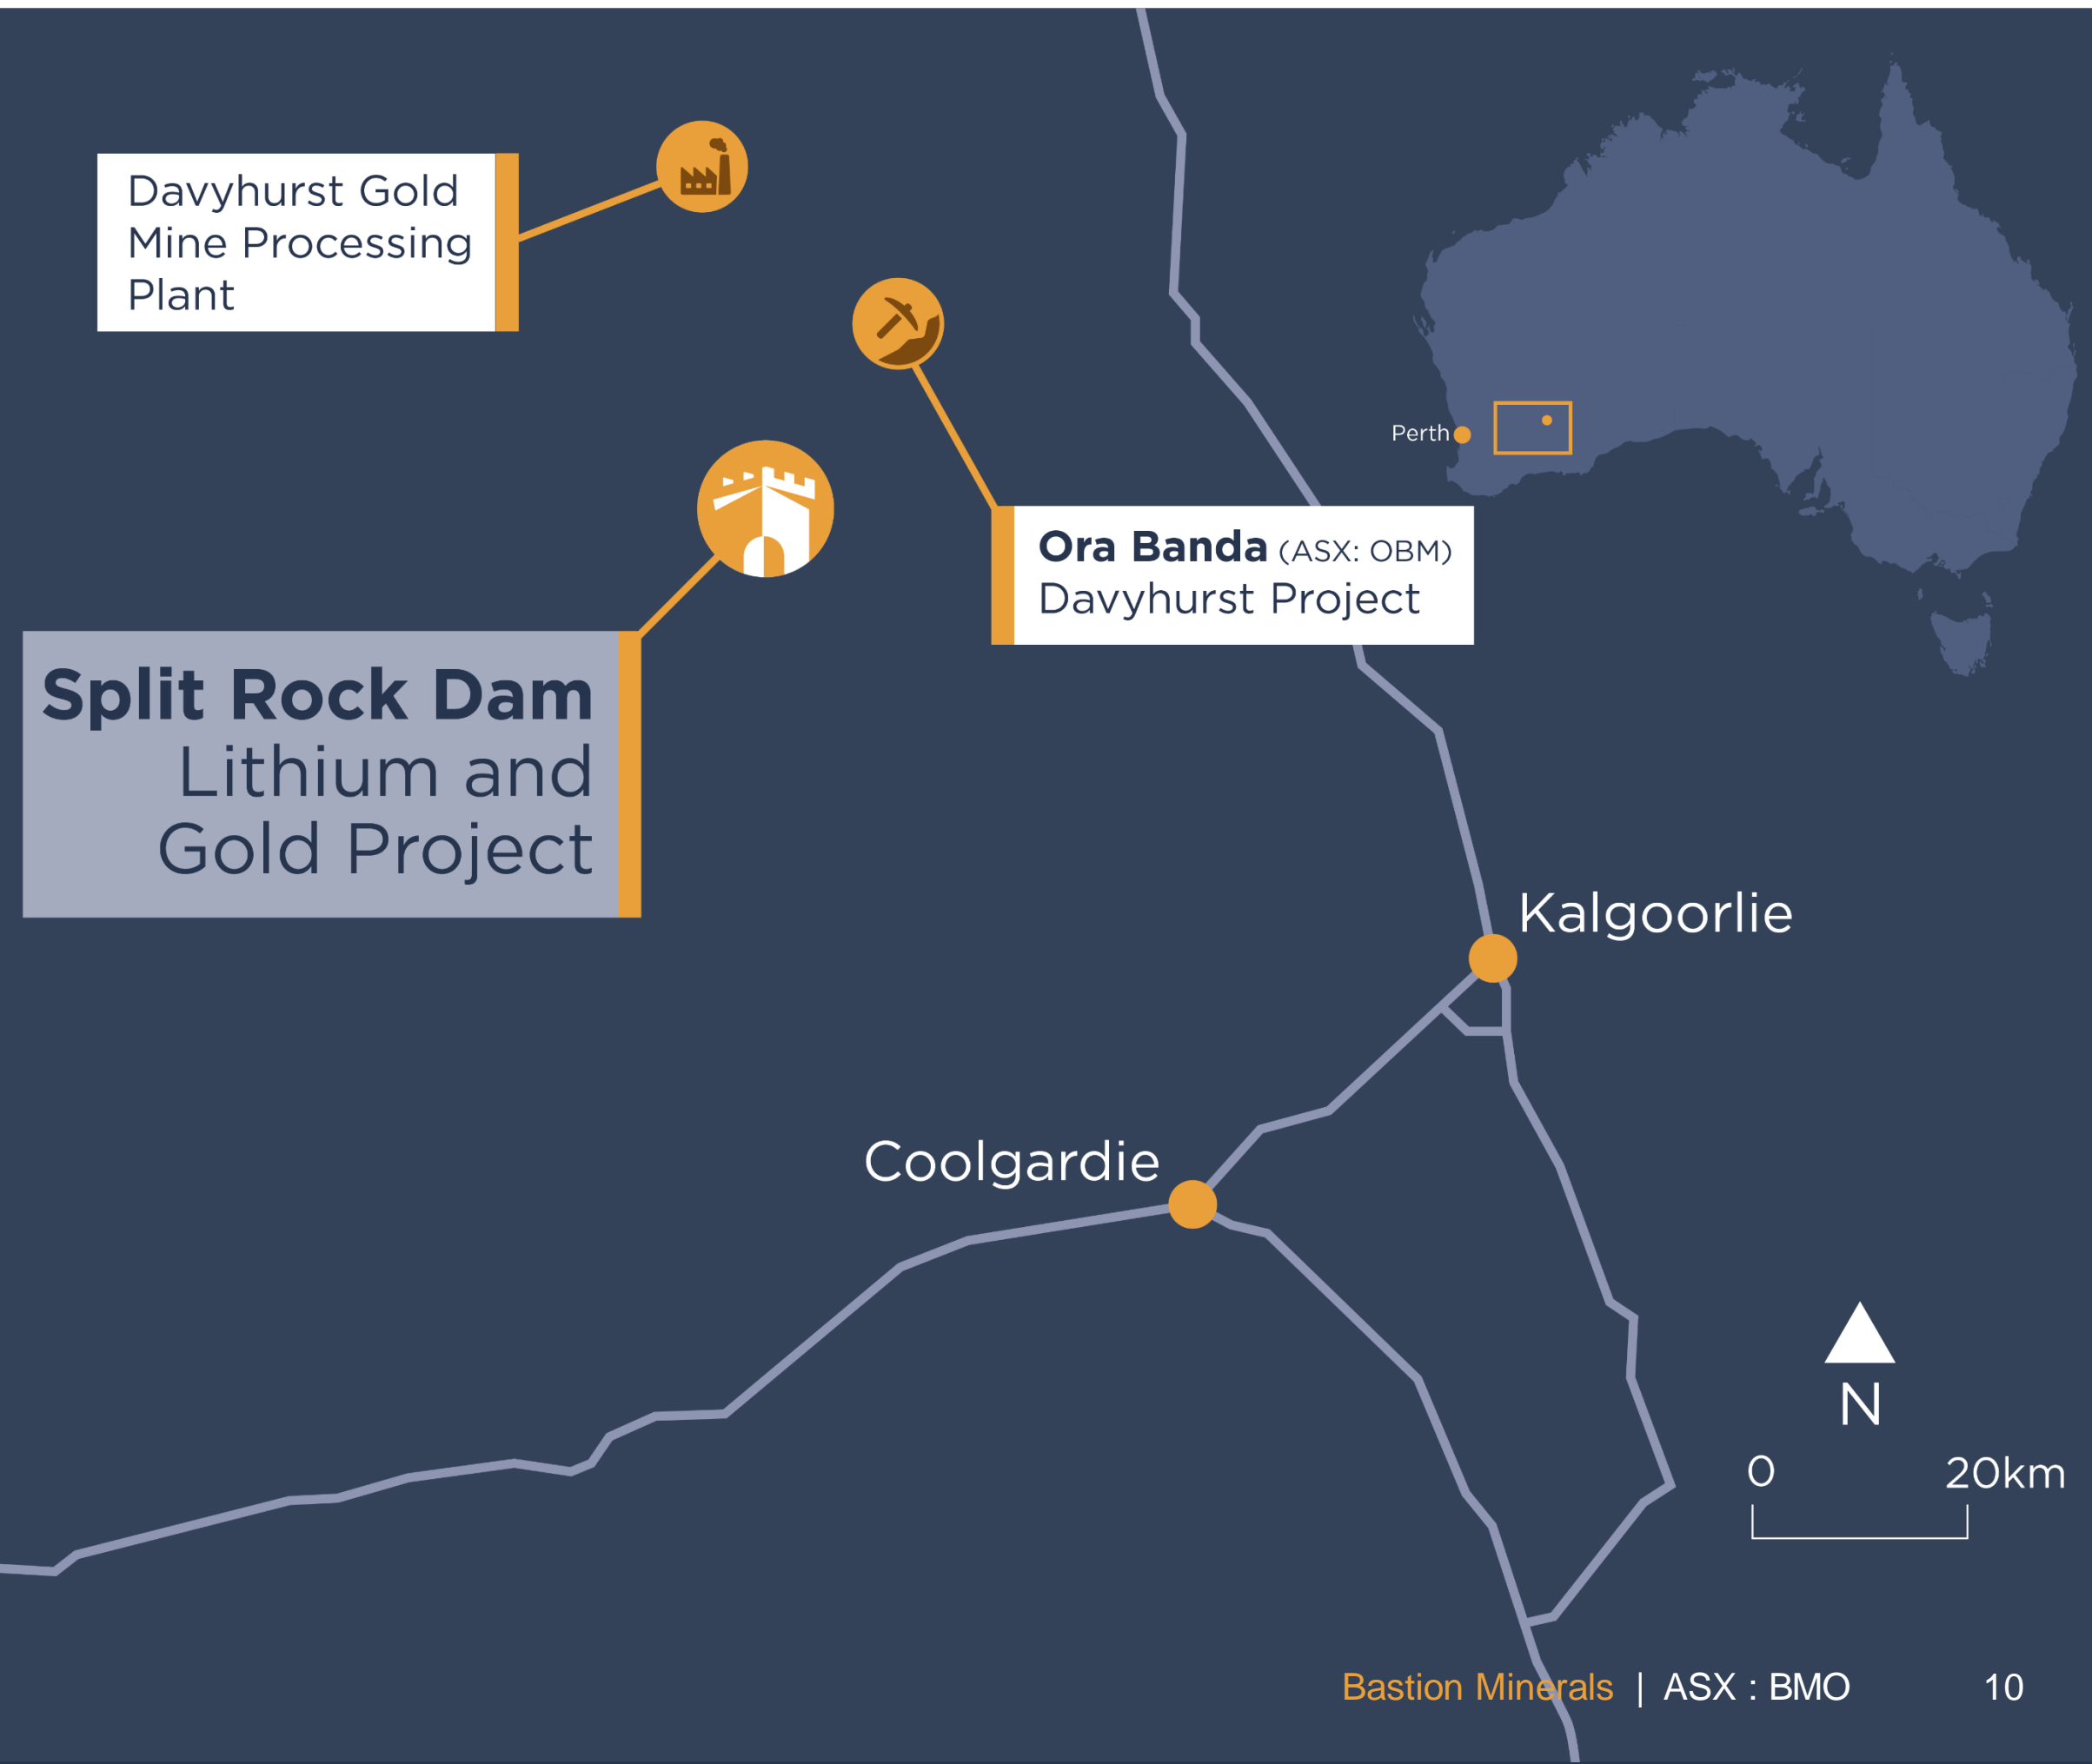 Davyhurst Gold
Mine Processing
Plant
Perth
Ora Banda (ASX: OBM)
Davyhurst Project
Split Rock Dam
Lithium and
Gold Project
Kalgoorlie
Coolgardie
N
0 20km
Bastion Minerals | ASX : BMO 10